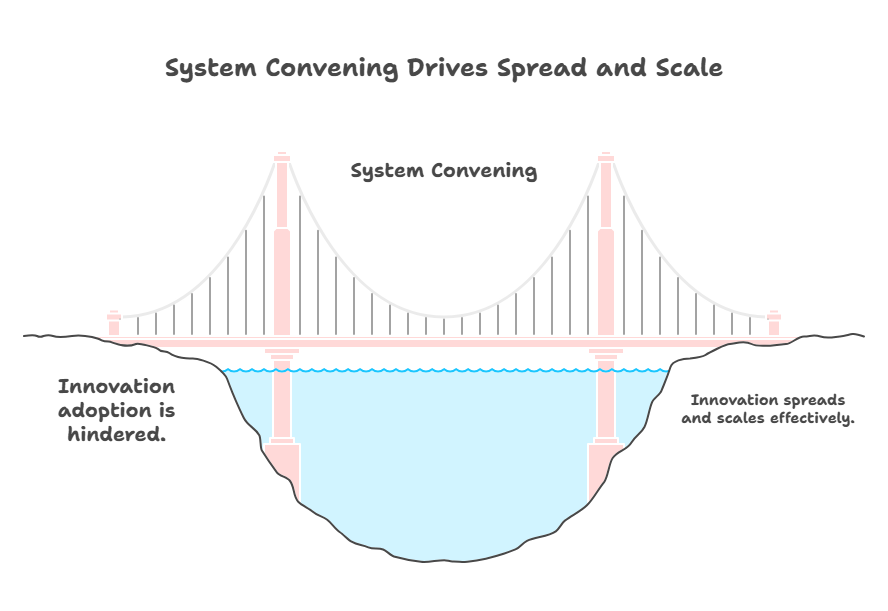 System Convening Drives Spread and Scale
System Convening
Innovation
adoption is
hindered.
Innovation spreads
and scales effectively.